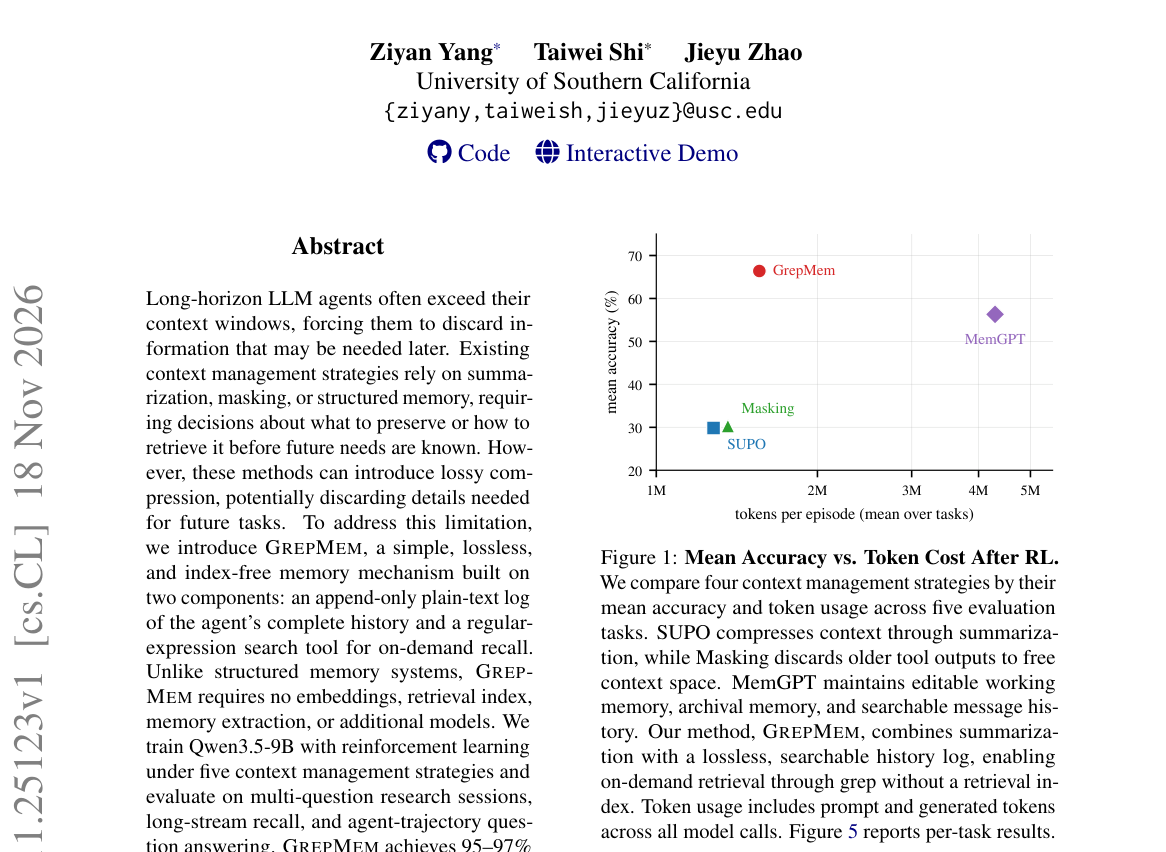 Ziyan Yang* Taiwei Shi* Jieyu Zhao
University of Southern California
{ziyany,taiweish,jieyuz}@usc.edu
Code Interactive Demo
1.25123v1 [cs.CL] 18 Nov 2026
Abstract
Long-horizon LLM agents often exceed their
context windows, forcing them to discard in-
formation that may be needed later. Existing
context management strategies rely on summa-
rization, masking, or structured memory, requir-
ing decisions about what to preserve or how to
retrieve it before future needs are known. How-
ever, these methods can introduce lossy com-
pression, potentially discarding details needed
for future tasks. To address this limitation,
we introduce GREPMEM, a simple, lossless,
and index-free memory mechanism built on
two components: an append-only plain-text log
of the agent's complete history and a regular-
expression search tool for on-demand recall.
Unlike structured memory systems, GREP-
MEM requires no embeddings, retrieval index,
memory extraction, or additional models. We
train Qwen3.5-9B with reinforcement learning
under five context management strategies and
evaluate on multi-question research sessions,
long-stream recall, and agent-trajectory ques-
tion answering. GREPMEM achieves 95–97%
mean accuracy (%)
70
60
50
40
30
20
GrepMem
MemGPT
Masking
SUPO
1M 2M 3M 4M 5M
tokens per episode (mean over tasks)
Figure 1: Mean Accuracy vs. Token Cost After RL.
We compare four context management strategies by their
mean accuracy and token usage across five evaluation
tasks. SUPO compresses context through summariza-
tion, while Masking discards older tool outputs to free
context space. MemGPT maintains editable working
memory, archival memory, and searchable message his-
tory. Our method, GREPMEM, combines summariza-
tion with a lossless, searchable history log, enabling
on-demand retrieval through grep without a retrieval in-
dex. Token usage includes prompt and generated tokens
across all model calls. Figure 5 reports per-task results.